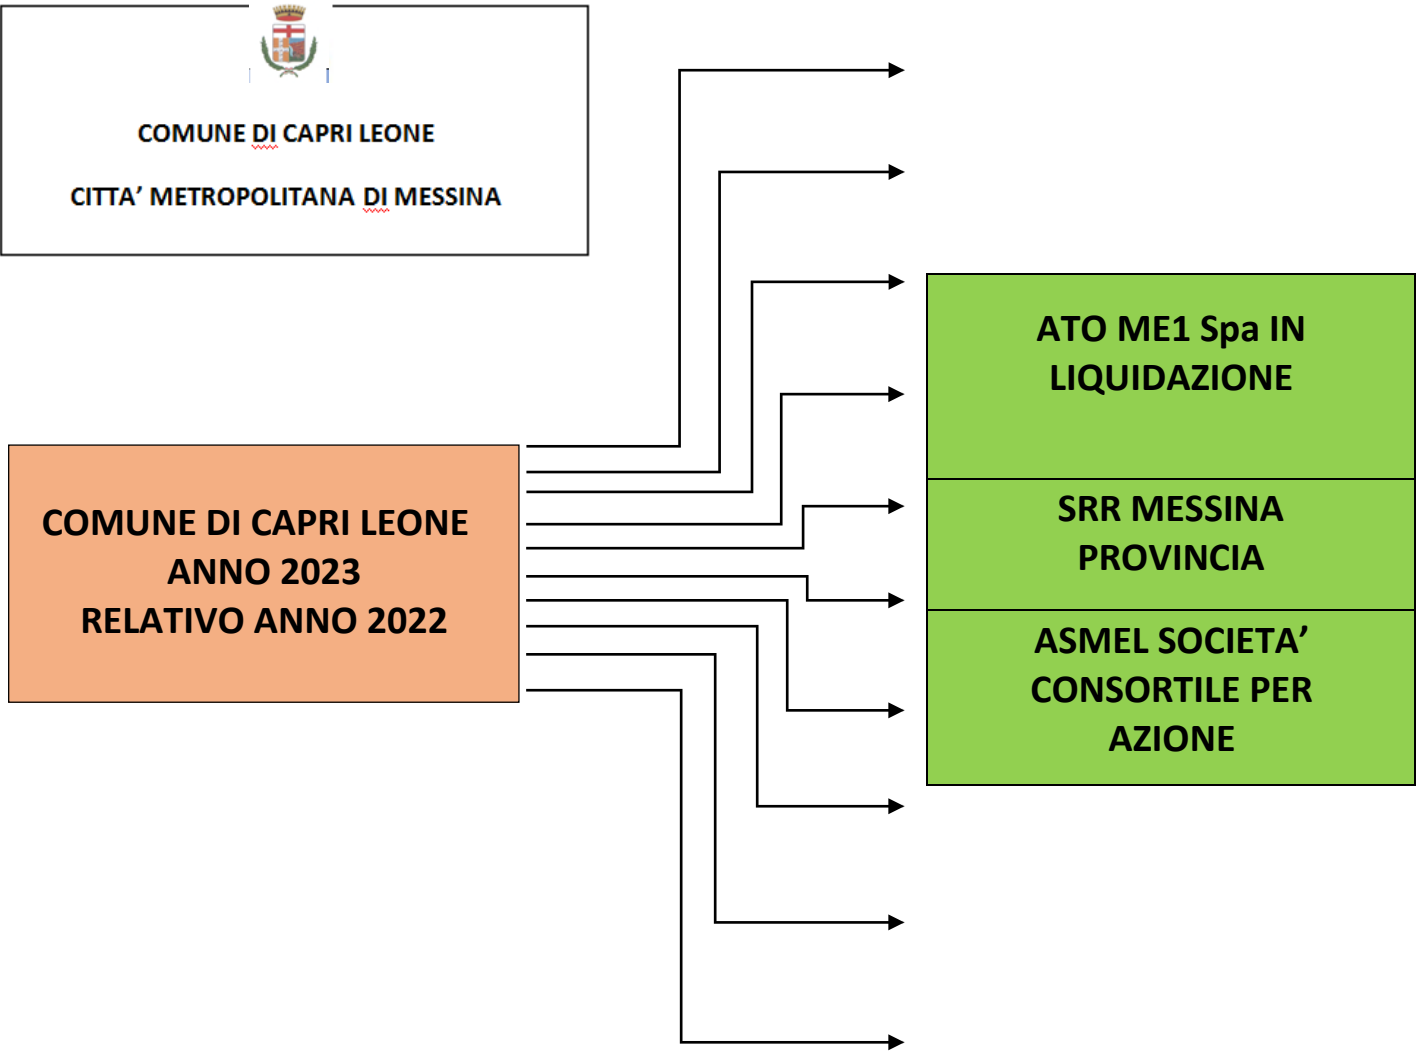 COMUNE DI CAPRI LEONE
CITTA’ METROPOLITANA DI MESSINA
COMUNE DI CAPRI LEONE
ANNO 2023
RELATIVO ANNO 2022
ATO ME1 Spa IN
LIQUIDAZIONE
SRR MESSINA
PROVINCIA
ASMEL SOCIETA’
CONSORTILE PER
AZIONE